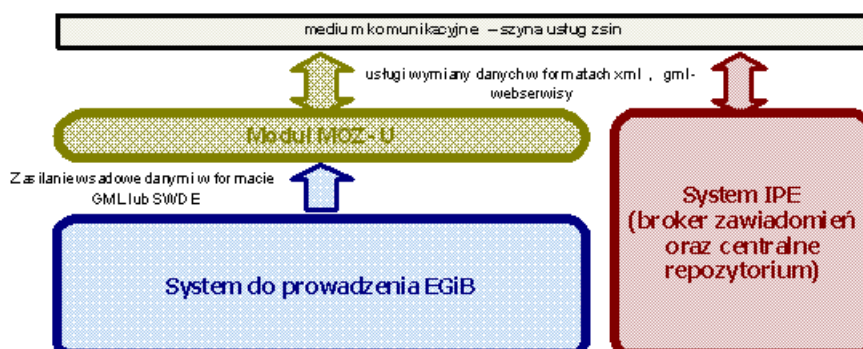 medium komunikacyjne – szyna usług zsin
usługi wymiany danych w formatach xml , gml-
webserwisy
Moduł MOZ - U
Zasilanie wsadowe danymi w formacie
GML lub SWDE
System do prowadzenia EGiB
System IPE
(broker zawiadomień
oraz centralne
repozytorium)